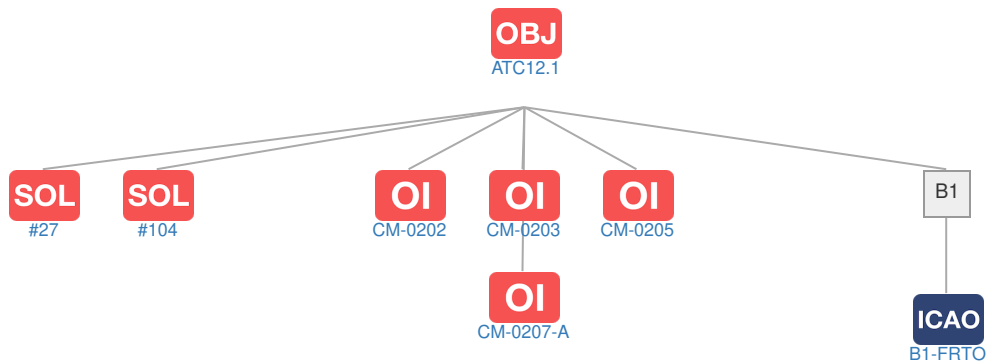 OBJ
ATC12.1
SOL
#27
SOL
#104
OI
CM-0202
OI
CM-0203
OI
CM-0205
B1
OI
CM-0207-A
ICAO
B1-FRTO